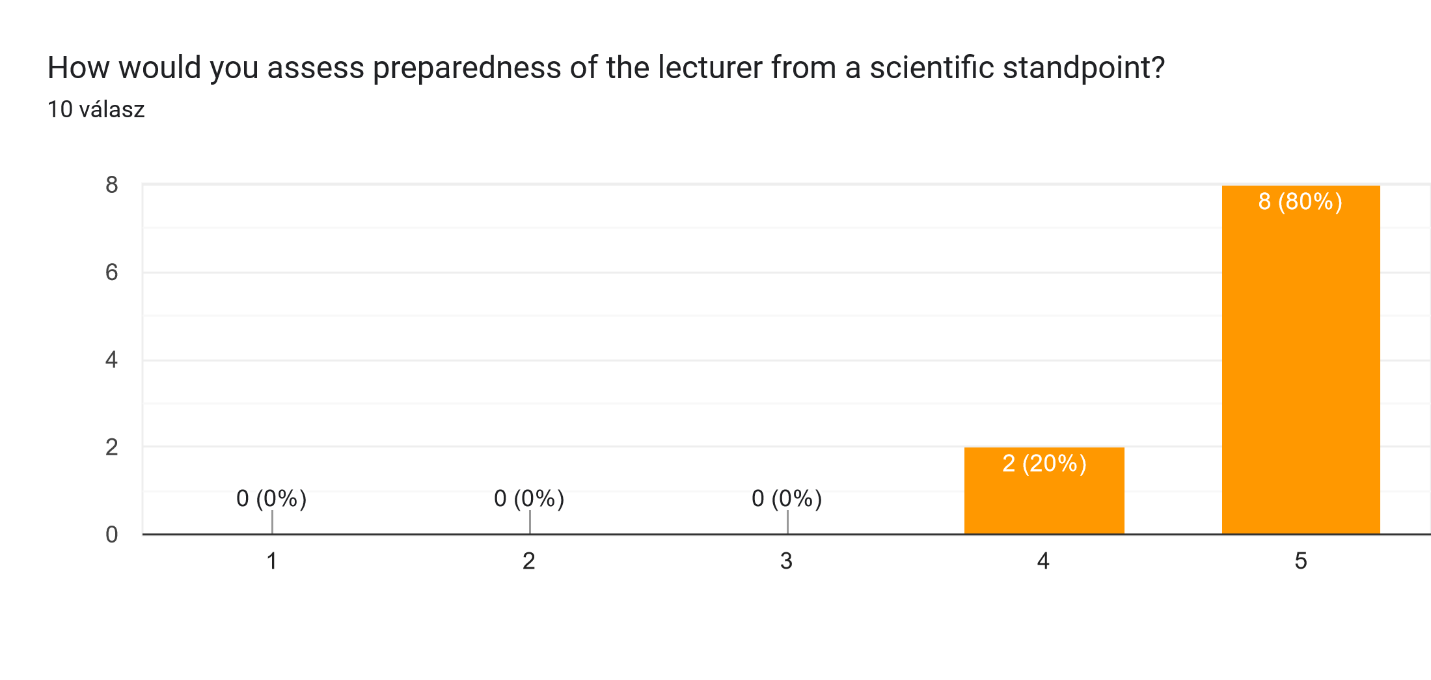 How would you assess preparedness of the lecturer from a scientific standpoint?
10 válasz
8
8 (80%)
6
4
2
2 (20%)
0 (0%) 0 (0%) 0 (0%)
0
1 2 3 4 5